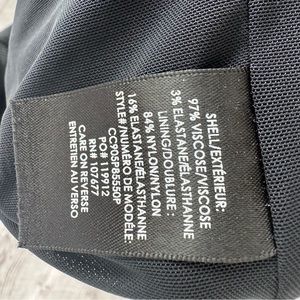 SHELL/EXTÉRIEUR:
97% VISCOSE/VISCOSE
3% ELASTANE/ÉLASTHANNE
LINING/DOUBLURE :
84% NYLON/NYLON
16% ELASTANE/ÉLASTHANNE
STYLE#/NUMÉRO DE MODÈLE:
CC905P85550P
PO# 119912
RN# 107677
CARE ON REVERSE
ENTRETIEN AU VERSO